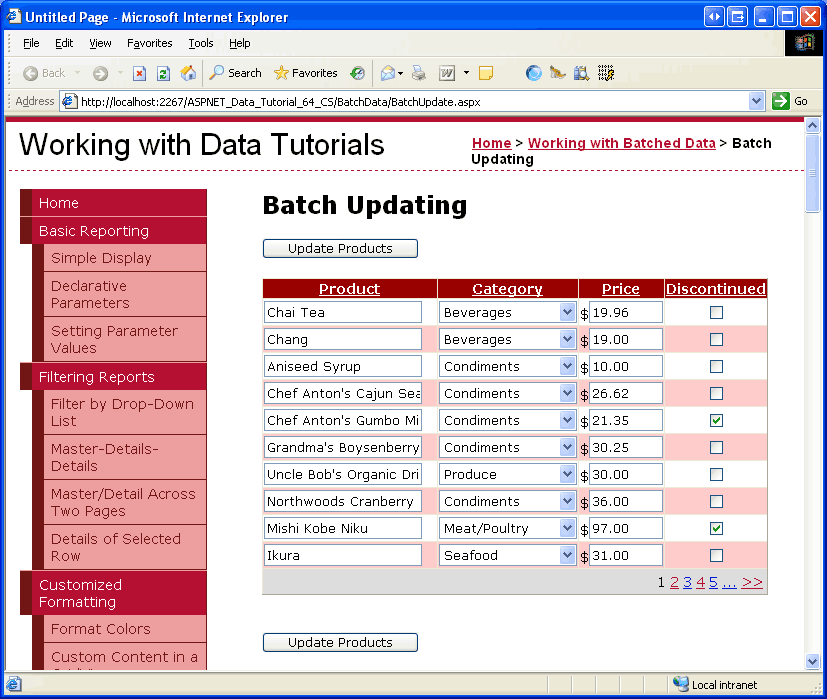 Untitled Page - Microsoft Internet Explorer
File Edit View Favorites Tools Help
Back Search Favorites
Address http://localhost:2267/ASPNET_Data_Tutorial_64_CS/BatchData/BatchUpdate.aspx Go
Working with Data Tutorials
Home > Working with Batched Data > Batch
Updating
Home
Basic Reporting
Simple Display
Declarative
Parameters
Setting Parameter
Values
Filtering Reports
Filter by Drop-Down
List
Master-Details-
Details
Master/Detail Across
Two Pages
Details of Selected
Row
Customized
Formatting
Format Colors
Custom Content in a
Batch Updating
Update Products
Product Category Price Discontinued
Chai Tea Beverages $ 19.96
Chang Beverages $ 19.00
Aniseed Syrup Condiments $ 10.00
Chef Anton's Cajun Sea Condiments $ 26.62
Chef Anton's Gumbo Mi Condiments $ 21.35
Grandma's Boysenberry Condiments $ 30.25
Uncle Bob's Organic Dri Produce $ 30.00
Northwoods Cranberry Condiments $ 36.00
Mishi Kobe Niku Meat/Poultry $ 97.00
Ikura Seafood $ 31.00
1 2 3 4 5 ... >>
Update Products
Local intranet